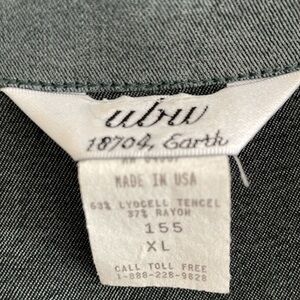 ubu
18704, Earth
MADE IN USA
63% LYOCELL TENCEL
37% RAYON
155
XL
CALL TOLL FREE
1-888-228-9828